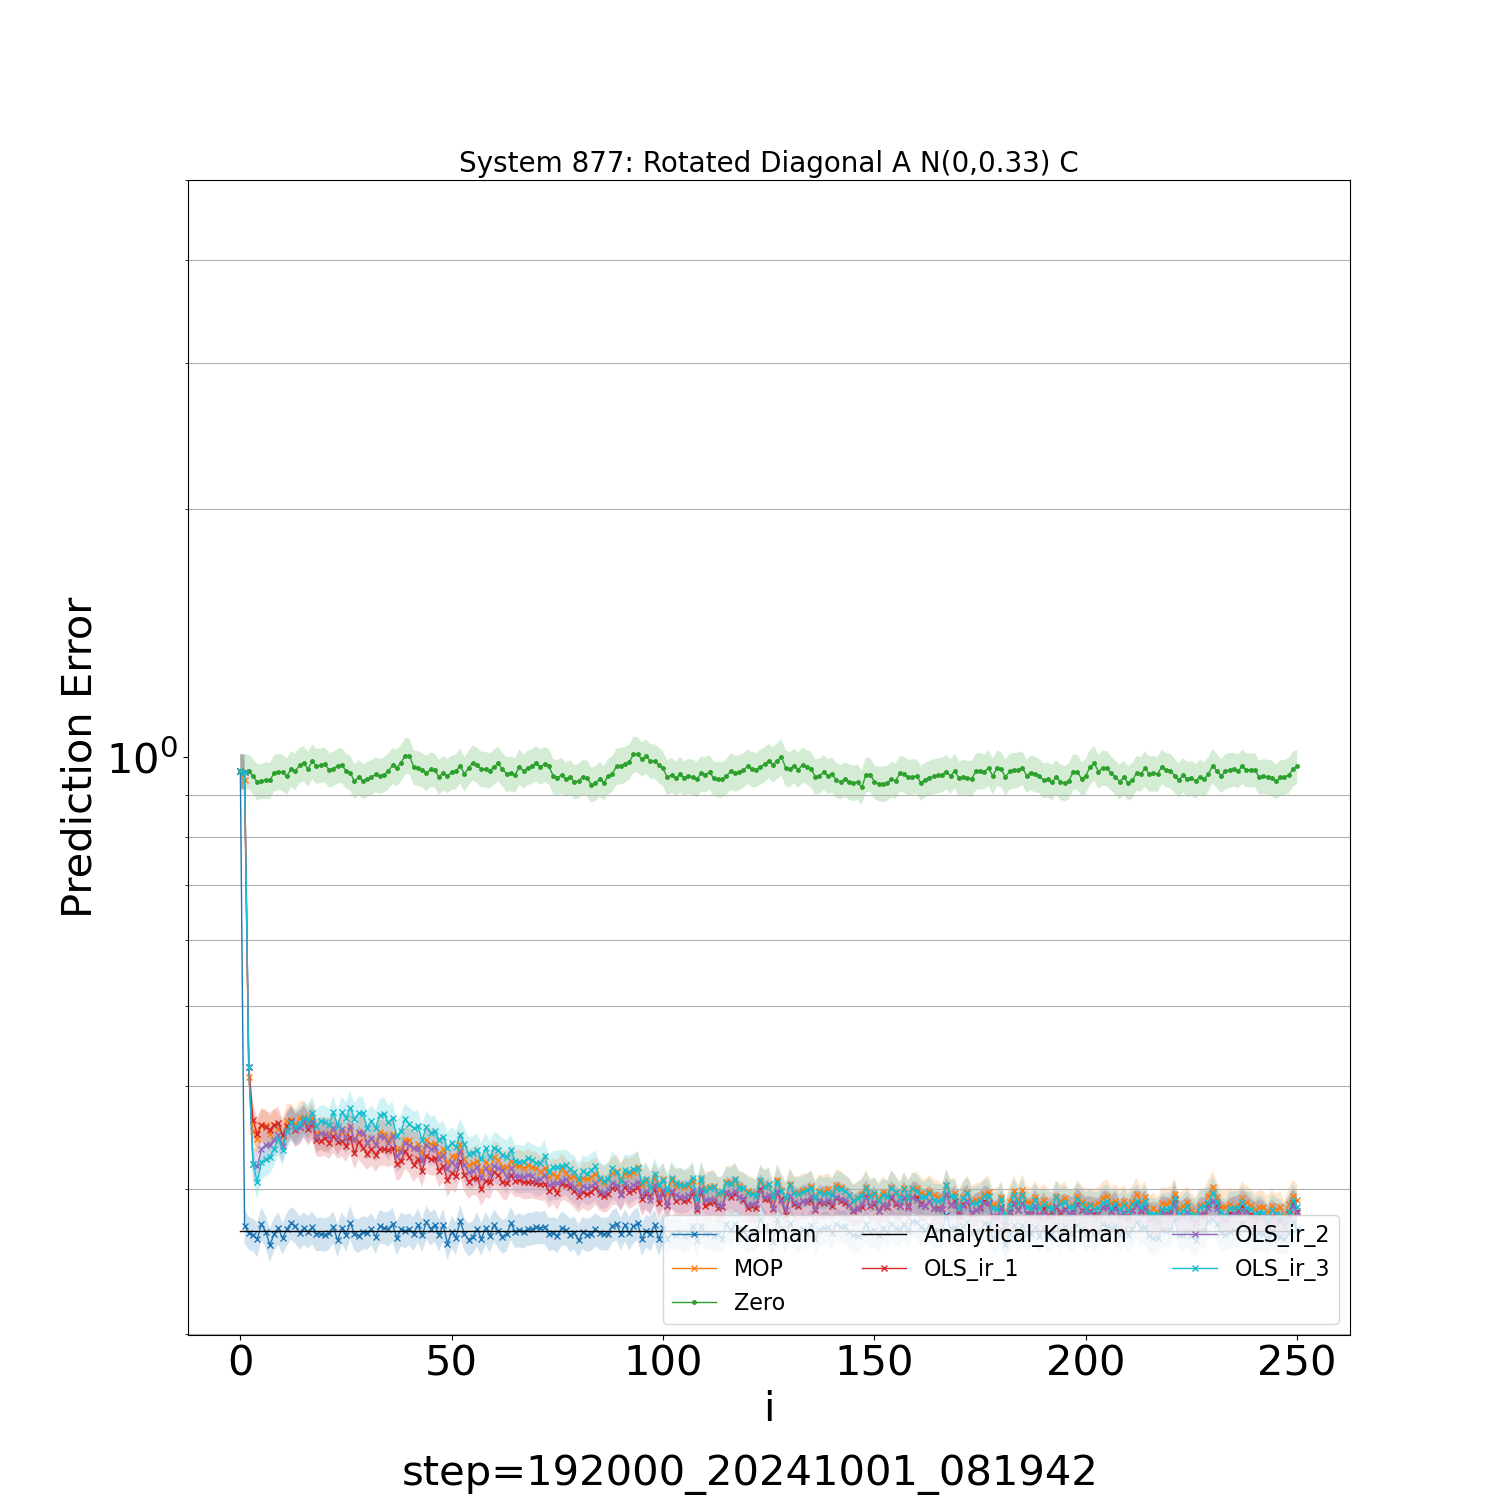 System 877: Rotated Diagonal A N(0,0.33) C
Prediction Error
10⁰
Kalman
MOP
Zero
Analytical_Kalman
OLS_ir_1
OLS_ir_2
OLS_ir_3
0 50 100 150 200 250
i
step=192000_20241001_081942